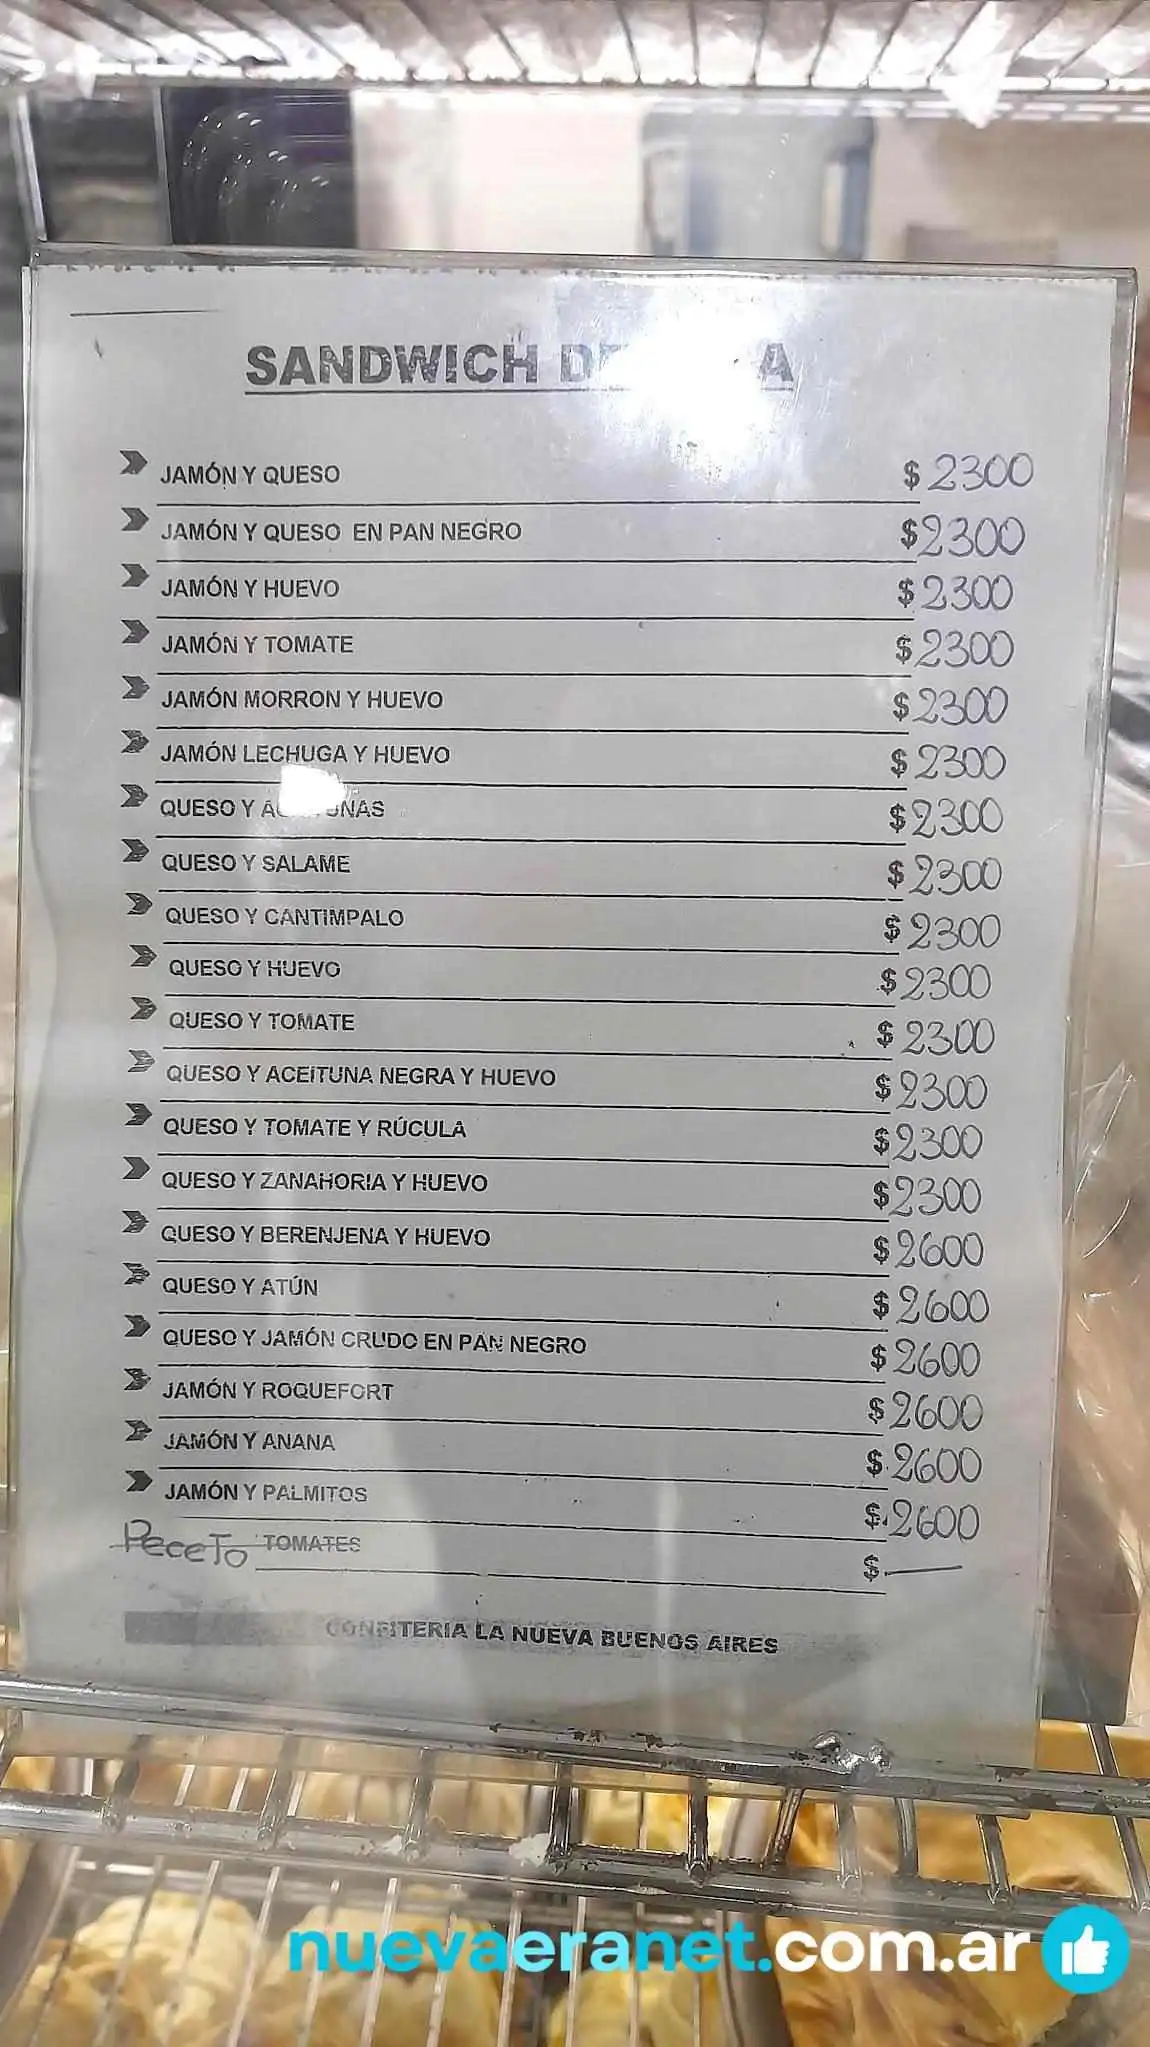 SANDWICH
JAMÓN Y QUESO $ 2300
JAMÓN Y QUESO EN PAN NEGRO $ 2300
JAMÓN Y HUEVO $ 2300
JAMÓN Y TOMATE $ 2300
JAMÓN MORRON Y HUEVO $ 2300
JAMÓN LECHUGA Y HUEVO $ 2300
QUESO Y $ 2300
QUESO Y SALAME $ 2300
QUESO Y CANTIMPALO $ 2300
QUESO Y HUEVO $ 2300
QUESO Y TOMATE $ 2300
QUESO Y ACEITUNA NEGRA Y HUEVO $ 2300
QUESO Y TOMATE Y RÚCULA $ 2300
QUESO Y ZANAHORIA Y HUEVO $ 2300
QUESO Y BERENJENA Y HUEVO $ 2600
QUESO Y ATÚN $ 2600
QUESO Y JAMÓN CRUDO EN PAN NEGRO $ 2600
JAMÓN Y ROQUEFORT $ 2600
JAMÓN Y ANANA $ 2600
JAMÓN Y PALMITOS $ 2600
PeceTo TOMATES $ —
CONFITERIA LA NUEVA BUENOS AIRES
nuevaeranet.com.ar